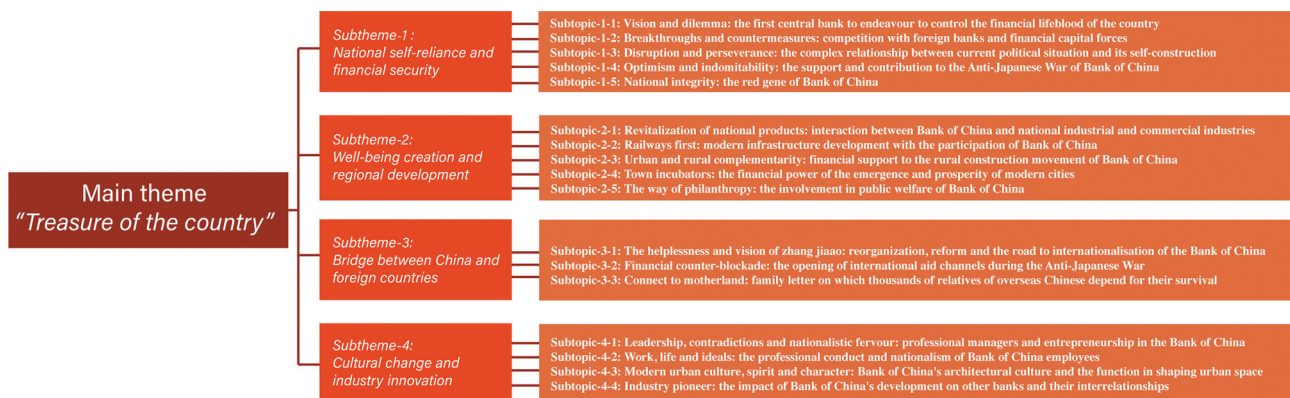 Main theme
“Treasure of the country”
Subtheme-1 :
National self-reliance and
financial security
Subtopic-1-1: Vision and dilemma: the first central bank to endeavour to control the financial lifeblood of the country
Subtopic-1-2: Breakthroughs and countermeasures: competition with foreign banks and financial capital forces
Subtopic-1-3: Disruption and perseverance: the complex relationship between current political situation and its self-construction
Subtopic-1-4: Optimism and indomitability: the support and contribution to the Anti-Japanese War of Bank of China
Subtopic-1-5: National integrity: the red gene of Bank of China
Subtheme-2 :
Well-being creation and
regional development
Subtopic-2-1: Revitalization of national products: interaction between Bank of China and national industrial and commercial industries
Subtopic-2-2: Railways first: modern infrastructure development with the participation of Bank of China
Subtopic-2-3: Urban and rural complementarity: financial support to the rural construction movement of Bank of China
Subtopic-2-4: Town incubators: the financial power of the emergence and prosperity of modern cities
Subtopic-2-5: The way of philanthropy: the involvement in public welfare of Bank of China
Subtheme-3:
Bridge between China and
foreign countries
Subtopic-3-1: The helplessness and vision of zhang jiaao: reorganization, reform and the road to internationalisation of the Bank of China
Subtopic-3-2: Financial counter-blockade: the opening of international aid channels during the Anti-Japanese War
Subtopic-3-3: Connect to motherland: family letter on which thousands of relatives of overseas Chinese depend for their survival
Subtheme-4:
Cultural change and
industry innovation
Subtopic-4-1: Leadership, contradictions and nationalistic fervour: professional managers and entrepreneurship in the Bank of China
Subtopic-4-2: Work, life and ideals: the professional conduct and nationalism of Bank of China employees
Subtopic-4-3: Modern urban culture, spirit and character: Bank of China's architectural culture and the function in shaping urban space
Subtopic-4-4: Industry pioneer: the impact of Bank of China's development on other banks and their interrelationships